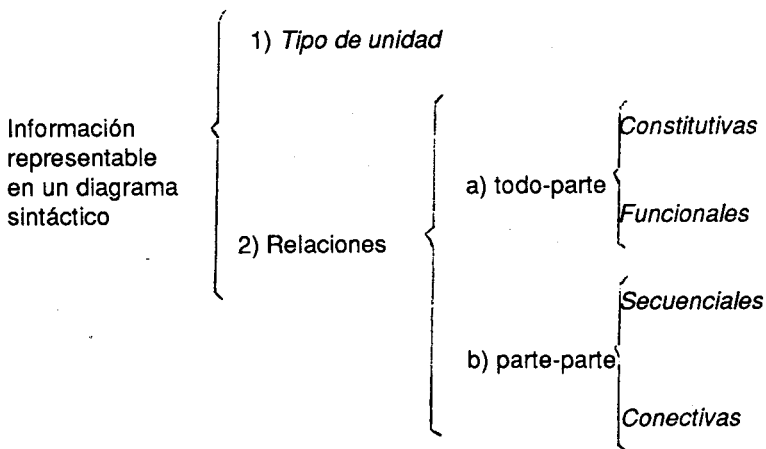 1) Tipo de unidad
Información
representable
en un diagrama
sintáctico
2) Relaciones
a) todo-parte
Constitutivas
Funcionales
b) parte-parte
Secuenciales
Conectivas